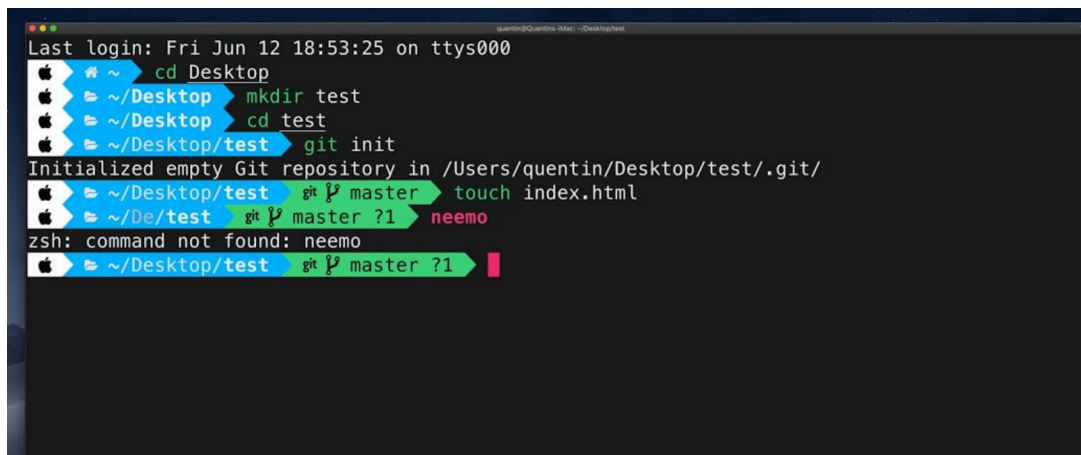 quentin@Quentins-iMac: ~/Desktop/test
Last login: Fri Jun 12 18:53:25 on ttys000
~ cd Desktop
~/Desktop mkdir test
~/Desktop cd test
~/Desktop/test git init
Initialized empty Git repository in /Users/quentin/Desktop/test/.git/
~/Desktop/test git master touch index.html
~/De/test git master ?1 neemo
zsh: command not found: neemo
~/Desktop/test git master ?1